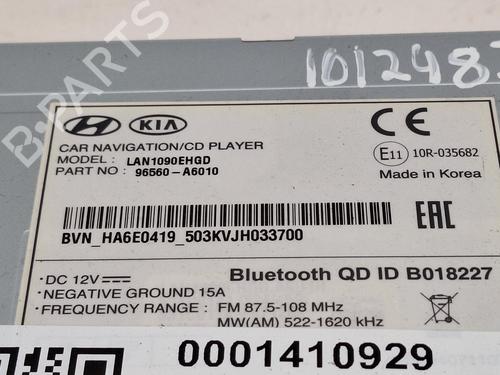 1012487
B-PARTS
HYUNDAI KIA
CAR NAVIGATION/CD PLAYER
MODEL : LAN1090EHGD
PART NO : 96560-A6010
CE
E11 10R-035682
Made in Korea
BVN_HA6E0419_503KVJH033700
EAC
• DC 12V
• NEGATIVE GROUND 15A
• FREQUENCY RANGE : FM 87.5-108 MHz
MW(AM) 522-1620 kHz
Bluetooth QD ID B018227
0001410929